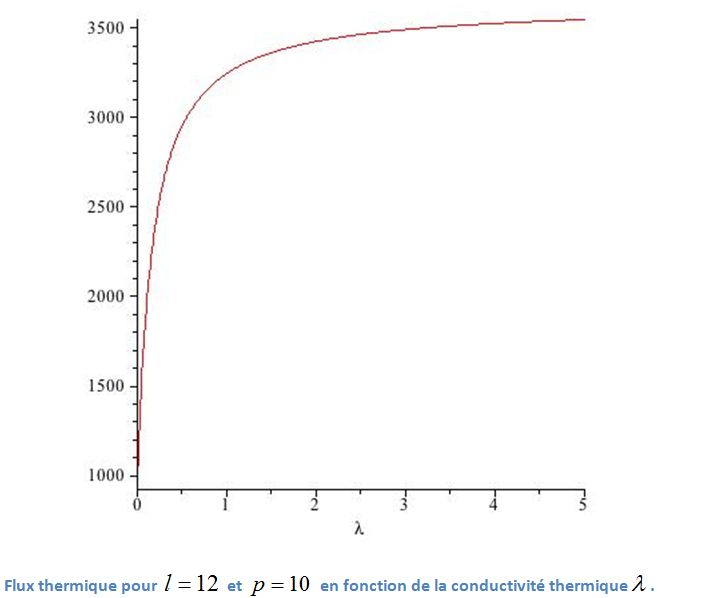 3500
3000
2500
2000
1500
1000
0 1 2 3 4 5
λ
Flux thermique pour l = 12 et p = 10 en fonction de la conductivité thermique λ .